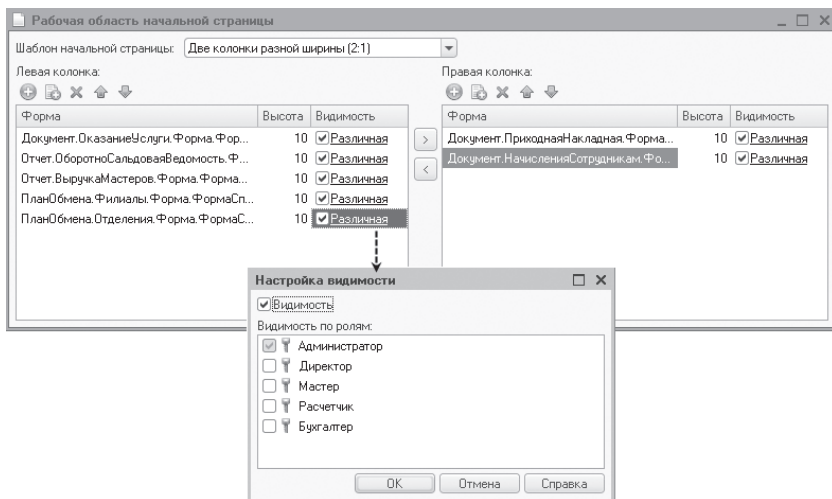 Рабочая область начальной страницы
Шаблон начальной страницы: Две колонки разной ширины (2:1)
Левая колонка:
Форма Высота Видимость
Документ.ОказаниеУслуги.Форма.Фор... 10 Различная
Отчет.ОборотноСальдоваяВедомость.Ф... 10 Различная
Отчет.ВыручкаМастеров.Форма.Форма... 10 Различная
ПланОбмена.Филиалы.Форма.ФормаСп... 10 Различная
ПланОбмена.Отделения.Форма.ФормаС... 10 Различная
Правая колонка:
Форма Высота Видимость
Документ.ПриходнаяНакладная.Форма... 10 Различная
Документ.НачисленияСотрудникам.Фо... 10 Различная
Настройка видимости
Видимость
Видимость по ролям:
Администратор
Директор
Мастер
Расчетчик
Бухгалтер
OK Отмена Справка